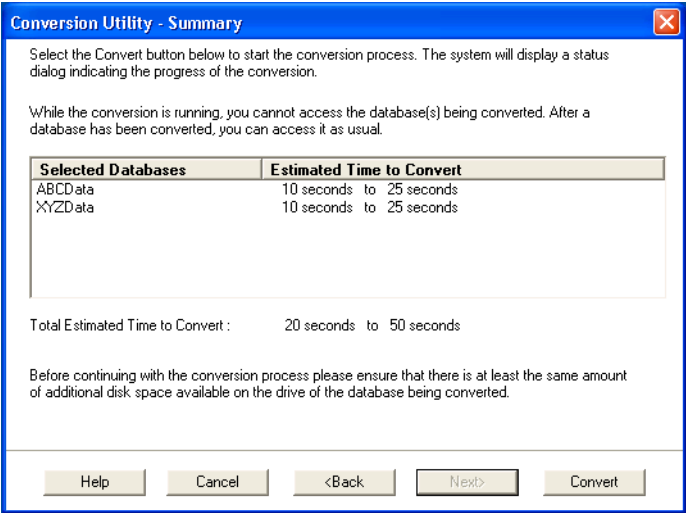 Conversion Utility - Summary
Select the Convert button below to start the conversion process. The system will display a status
dialog indicating the progress of the conversion.
While the conversion is running, you cannot access the database(s) being converted. After a
database has been converted, you can access it as usual.
Selected Databases Estimated Time to Convert
ABCData 10 seconds to 25 seconds
XYZData 10 seconds to 25 seconds
Total Estimated Time to Convert : 20 seconds to 50 seconds
Before continuing with the conversion process please ensure that there is at least the same amount
of additional disk space available on the drive of the database being converted.
Help Cancel <Back Next> Convert